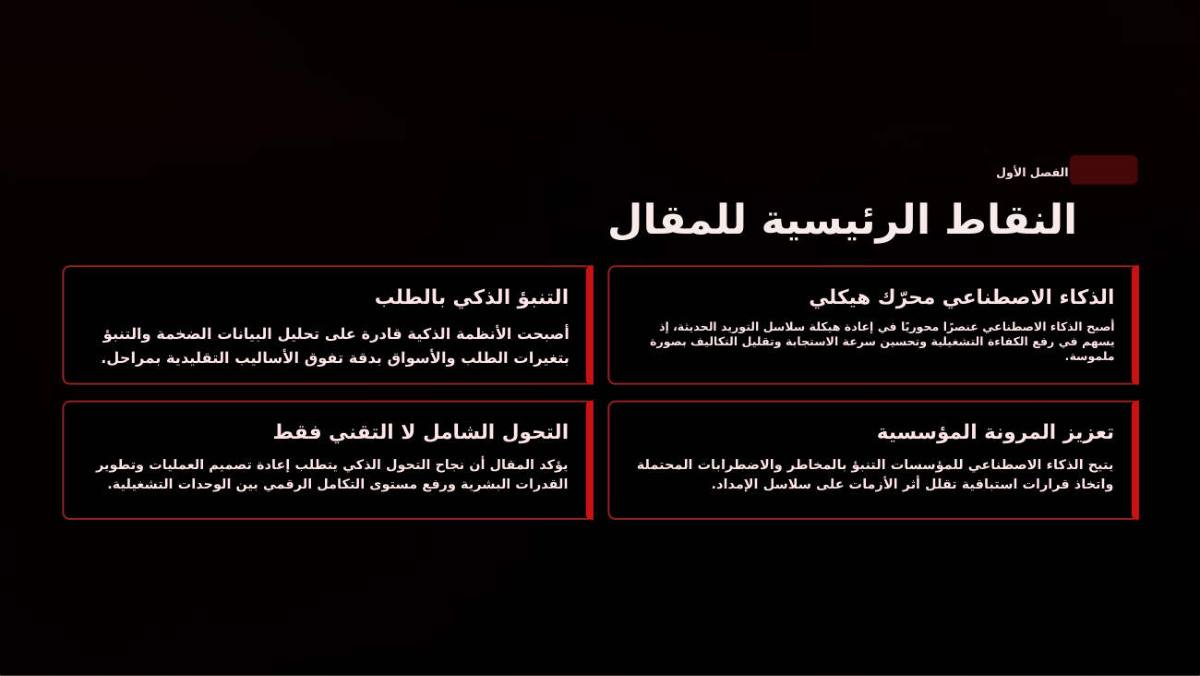 الفصل الأول
النقاط الرئيسية للمقال
الذكاء الاصطناعي محرّك هيكلي
أصبح الذكاء الاصطناعي عنصرًا محوريًا في إعادة هيكلة سلاسل التوريد الحديثة، إذ
يسهم في رفع الكفاءة التشغيلية وتحسين سرعة الاستجابة وتقليل التكاليف بصورة
ملموسة.
التنبؤ الذكي بالطلب
أصبحت الأنظمة الذكية قادرة على تحليل البيانات الضخمة والتنبؤ
بتغيرات الطلب والأسواق بدقة تفوق الأساليب التقليدية بمراحل.
تعزيز المرونة المؤسسية
يتيح الذكاء الاصطناعي للمؤسسات التنبؤ بالمخاطر والاضطرابات المحتملة
واتخاذ قرارات استباقية تقلل أثر الأزمات على سلاسل الإمداد.
التحول الشامل لا التقني فقط
يؤكد المقال أن نجاح التحول الذكي يتطلب إعادة تصميم العمليات وتطوير
القدرات البشرية ورفع مستوى التكامل الرقمي بين الوحدات التشغيلية.